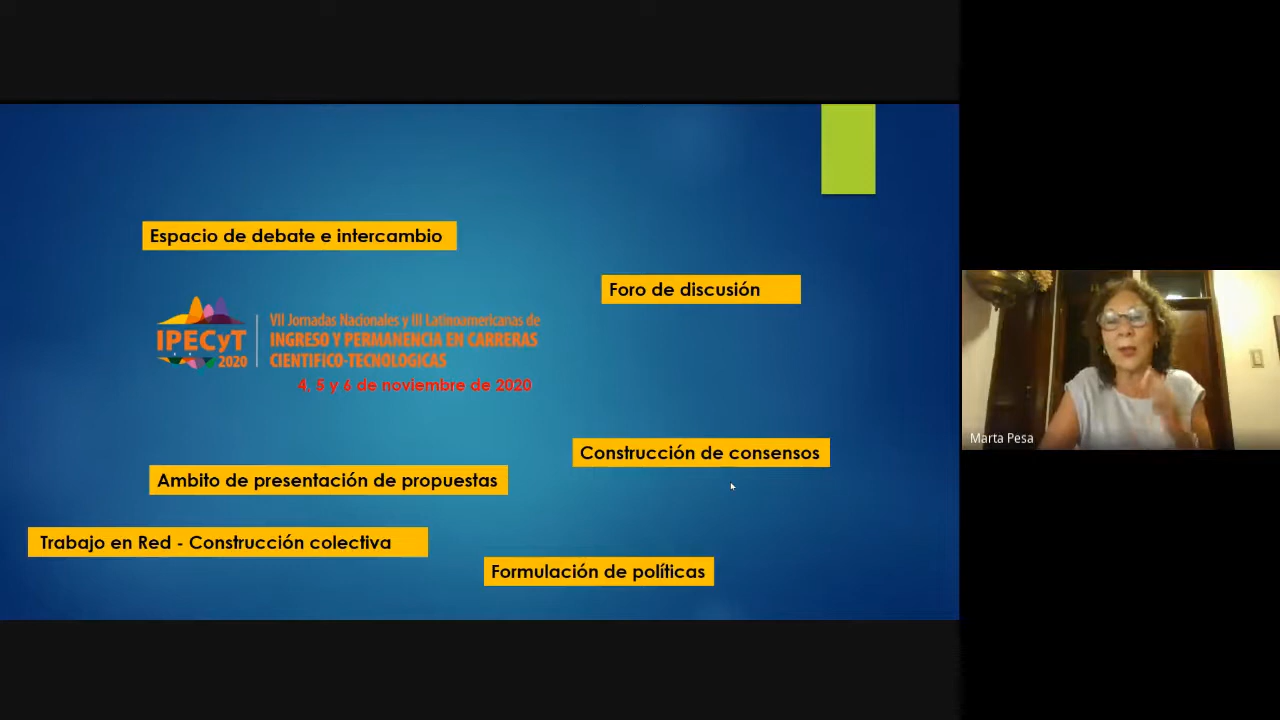 Espacio de debate e intercambio
Foro de discusión
IPECyT
2020
VII Jornadas Nacionales y III Latinoamericanas de
INGRESO Y PERMANENCIA EN CARRERAS
CIENTIFICO-TECNOLOGICAS
4, 5 y 6 de noviembre de 2020
Construcción de consensos
Ambito de presentación de propuestas
Trabajo en Red - Construcción colectiva
Formulación de políticas
Marta Pesa